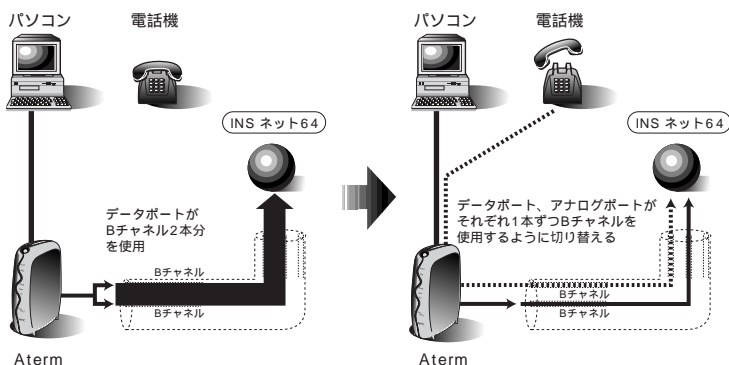 パソコン
電話機
INS ネット64
データポートが
Bチャネル2本分
を使用
Bチャネル
Bチャネル
Aterm
パソコン
電話機
INS ネット64
データポート、アナログポートが
それぞれ1本ずつBチャネルを
使用するように切り替える
Bチャネル
Bチャネル
Aterm